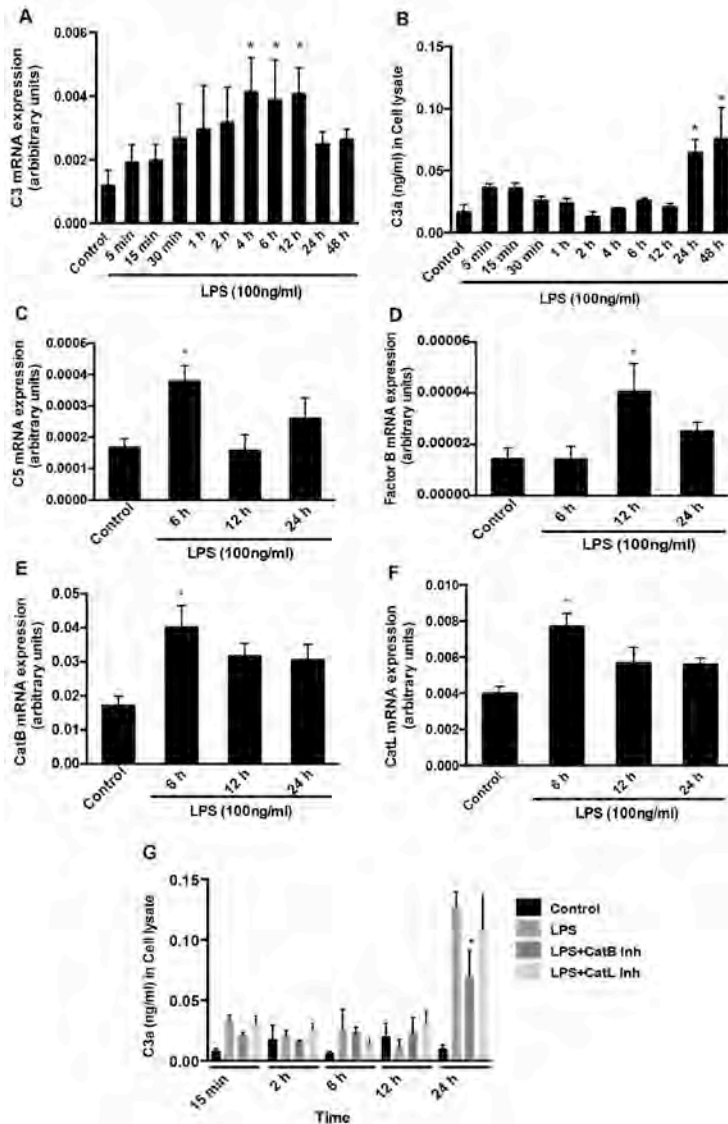 A
C3 mRNA expression
(arbibitrary units)
0.006
0.004
0.002
0.000
Control
5 min
15 min
30 min
1 h
2 h
4 h
6 h
12 h
24 h
48 h
* * *
LPS (100ng/ml)
B
C3a (ng/ml) in Cell lysate
0.15
0.10
0.05
0.00
Control
5 min
15 min
30 min
1 h
2 h
4 h
6 h
12 h
24 h
48 h
* *
LPS (100ng/ml)
C
C5 mRNA expression
(arbitrary units)
0.0004
0.0003
0.0002
0.0001
0.0000
*
Control
6 h
12 h
24 h
LPS (100ng/ml)
D
Factor B mRNA expression
(arbitrary units)
0.00006
0.00004
0.00002
0.00000
*
Control
6 h
12 h
24 h
LPS (100ng/ml)
E
CatB mRNA expression
(arbitrary units)
0.05
0.04
0.03
0.02
0.01
0.00
Control
6 h
12 h
24 h
LPS (100ng/ml)
F
CatL mRNA expression
(arbitrary units)
0.010
0.008
0.006
0.004
0.002
0.000
Control
6 h
12 h
24 h
LPS (100ng/ml)
G
C3a (ng/ml) in Cell lysate
0.15
0.10
0.05
0.00
*
15 min
2 h
6 h
12 h
24 h
Time
Control
LPS
LPS+CatB Inh
LPS+CatL Inh